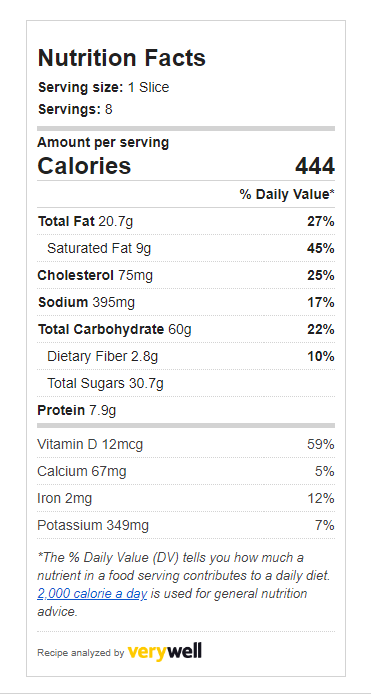 Nutrition Facts
Serving size: 1 Slice
Servings: 8
Amount per serving
Calories 444
% Daily Value*
Total Fat 20.7g 27%
Saturated Fat 9g 45%
Cholesterol 75mg 25%
Sodium 395mg 17%
Total Carbohydrate 60g 22%
Dietary Fiber 2.8g 10%
Total Sugars 30.7g
Protein 7.9g
Vitamin D 12mcg 59%
Calcium 67mg 5%
Iron 2mg 12%
Potassium 349mg 7%
*The % Daily Value (DV) tells you how much a
nutrient in a food serving contributes to a daily diet.
2,000 calorie a day is used for general nutrition
advice.
Recipe analyzed by verywell